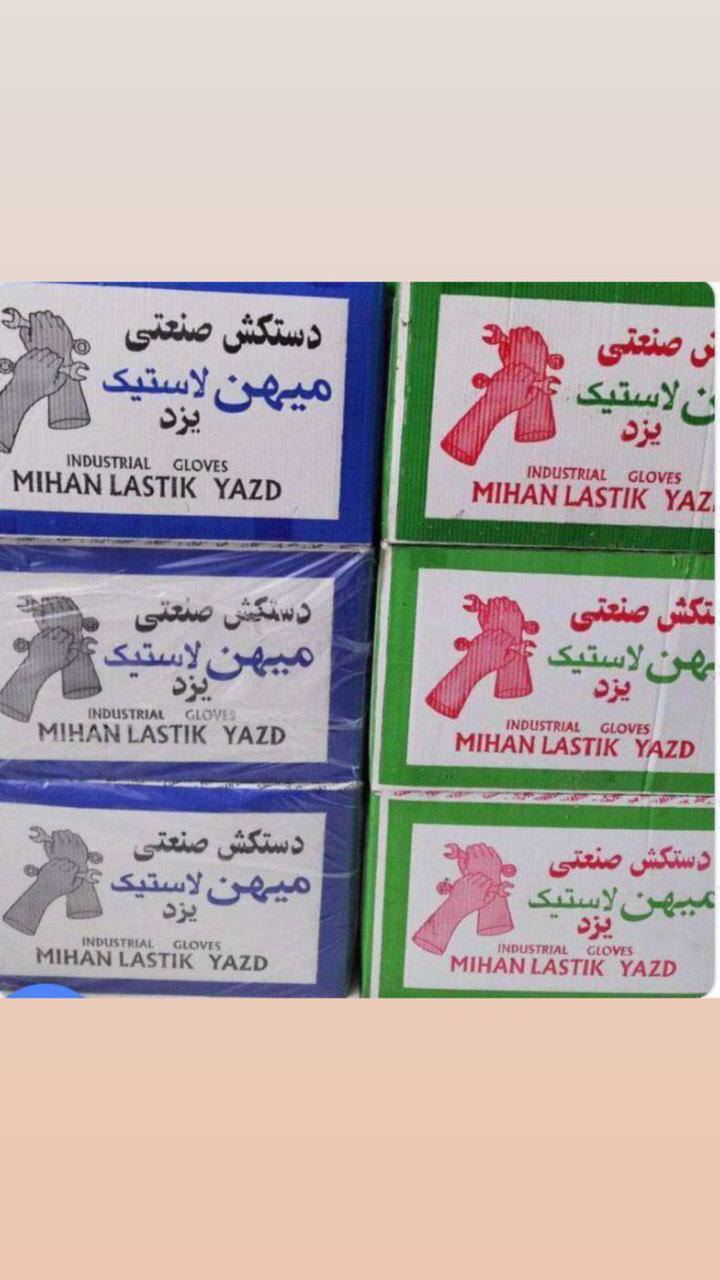 دستکش صنعتی
میهن لاستیک
یزد
INDUSTRIAL GLOVES
MIHAN LASTIK YAZD
صنعتی
لاستیک
یزد
INDUSTRIAL GLOVES
MIHAN LASTIK
دستکش صنعتی
میهن لاستیک
یزد
INDUSTRIAL GLOVES
MIHAN LASTIK YAZD
صنعتی
لاستیک
یزد
INDUSTRIAL GLOVES
MIHAN LASTIK YAZD
دستکش صنعتی
میهن لاستیک
یزد
INDUSTRIAL GLOVES
MIHAN LASTIK YAZD
دستکش صنعتی
میهن لاستیک
یزد
INDUSTRIAL GLOVES
MIHAN LASTIK YAZD